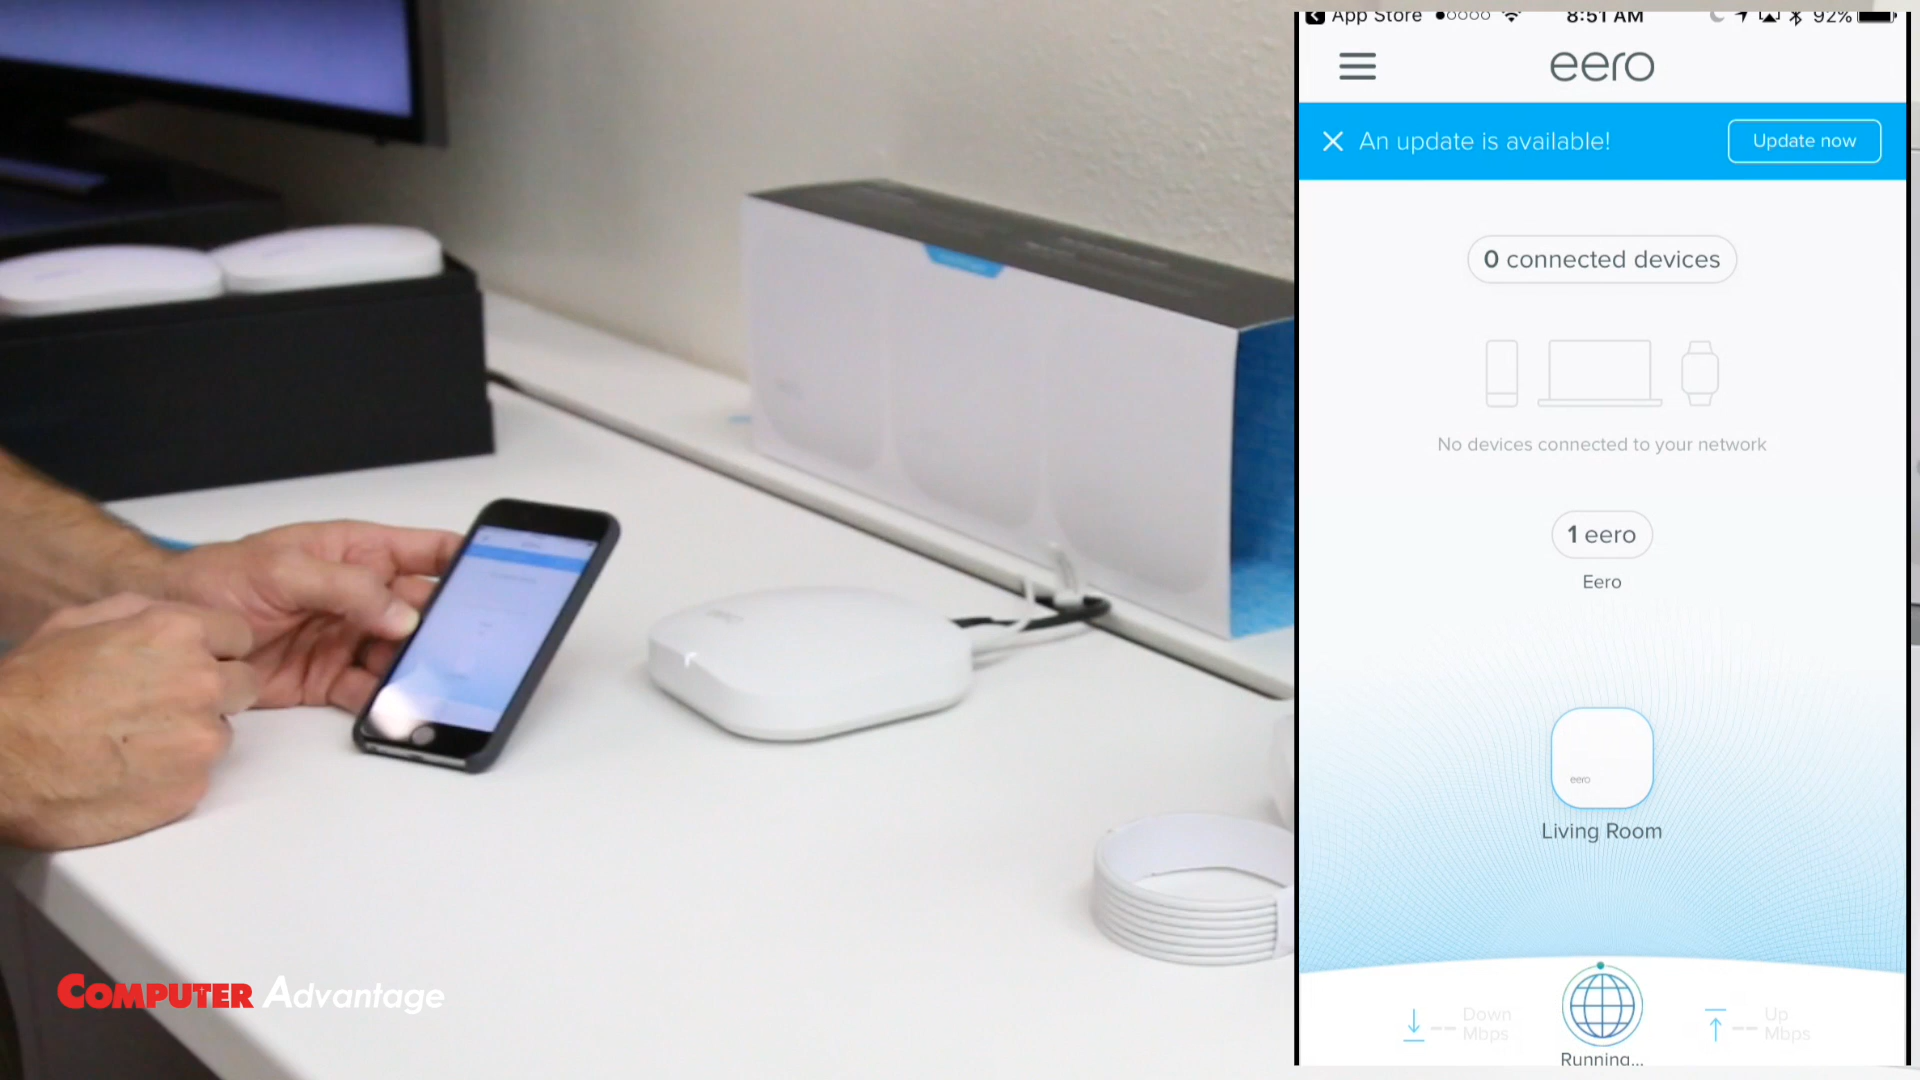 App Store
8:51 AM
92%
eero
An update is available!
Update now
0 connected devices
No devices connected to your network
1 eero
Eero
eero
Living Room
Down
-- Mbps
Up
-- Mbps
Running...
COMPUTER Advantage